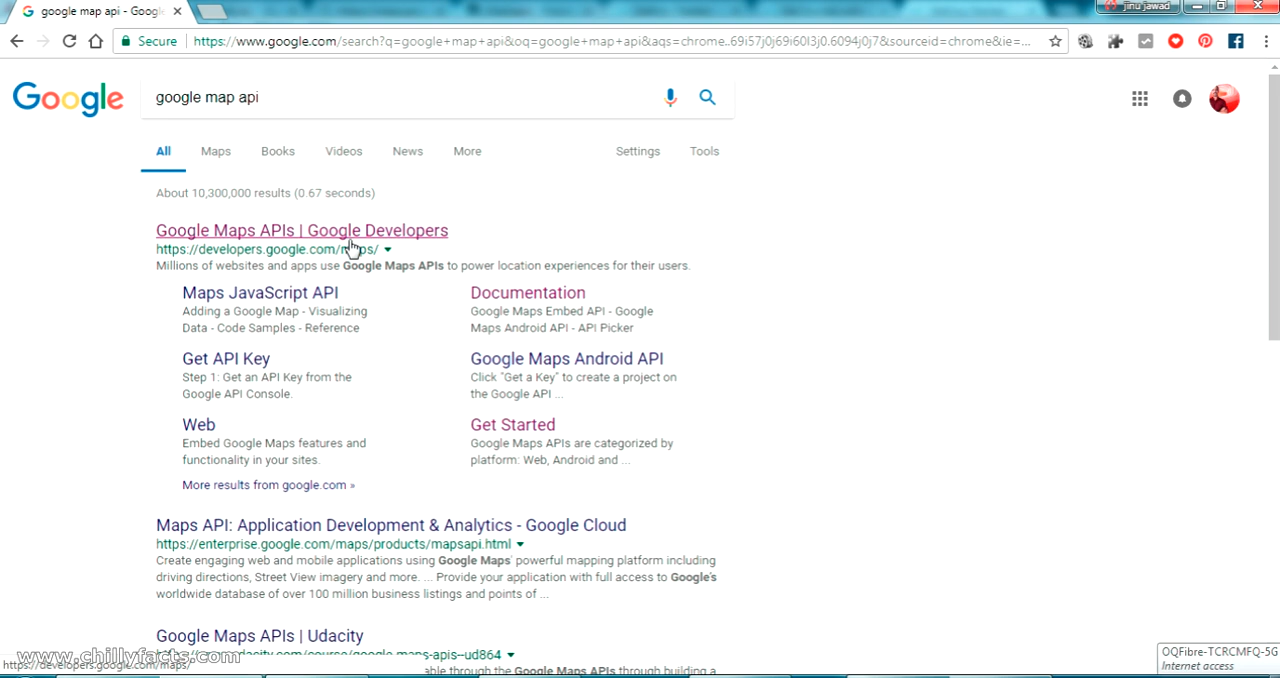 google map api - Google
jinu jawad
Secure https://www.google.com/search?q=google+map+api&oq=google+map+api&aqs=chrome..69i57j0j69i60l3j0.6094j0j7&sourceid=chrome&ie=...
Google
google map api
All Maps Books Videos News More Settings Tools
About 10,300,000 results (0.67 seconds)
Google Maps APIs | Google Developers
https://developers.google.com/maps/
Millions of websites and apps use Google Maps APIs to power location experiences for their users.
Maps JavaScript API
Adding a Google Map - Visualizing
Data - Code Samples - Reference
Documentation
Google Maps Embed API - Google
Maps Android API - API Picker
Get API Key
Step 1: Get an API Key from the
Google API Console.
Google Maps Android API
Click "Get a Key" to create a project on
the Google API ...
Web
Embed Google Maps features and
functionality in your sites.
Get Started
Google Maps APIs are categorized by
platform: Web, Android and ...
More results from google.com »
Maps API: Application Development & Analytics - Google Cloud
https://enterprise.google.com/maps/products/mapsapi.html
Create engaging web and mobile applications using Google Maps' powerful mapping platform including
driving directions, Street View imagery and more. ... Provide your application with full access to Google's
worldwide database of over 100 million business listings and points of ...
Google Maps APIs | Udacity
www.chillyfacts.com
https://developers.google.com/maps/
able through the Google Maps APIs through building a
OQFibre-TCRCMFQ-5G
Internet access